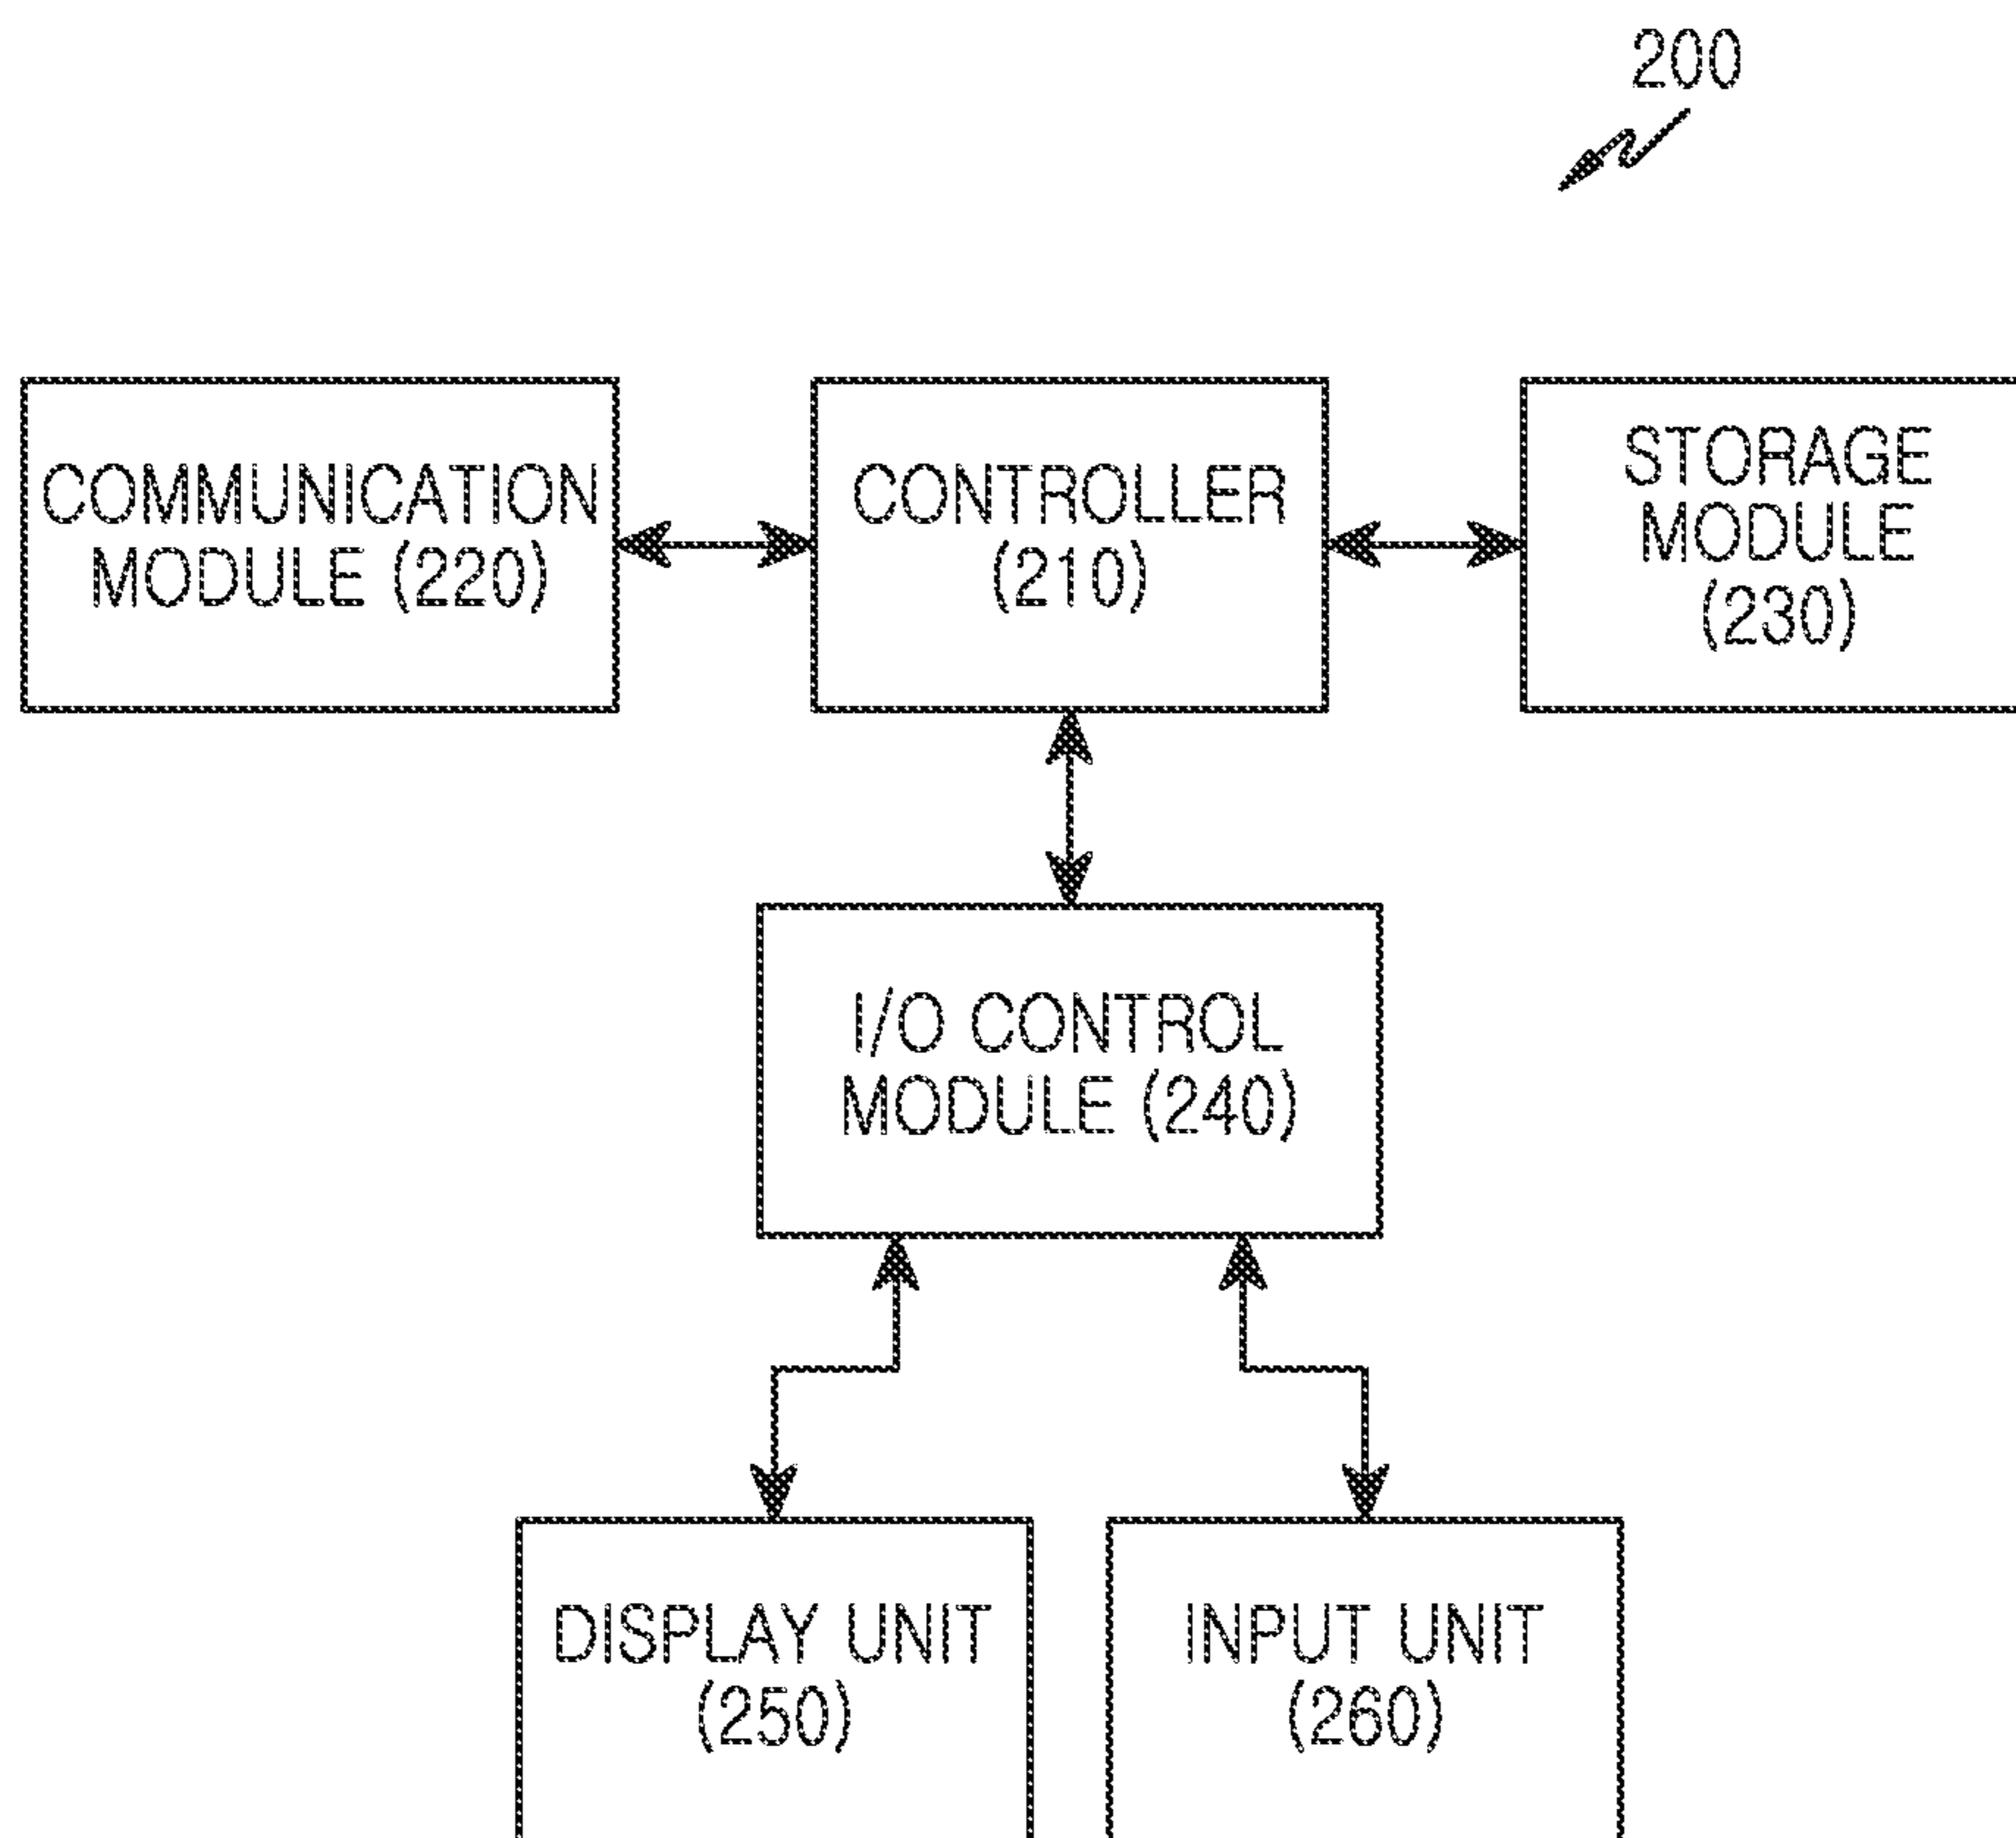 200
COMMUNICATION
MODULE (220)
CONTROLLER
(210)
STORAGE
MODULE
(230)
I/O CONTROL
MODULE (240)
DISPLAY UNIT
(250)
INPUT UNIT
(260)